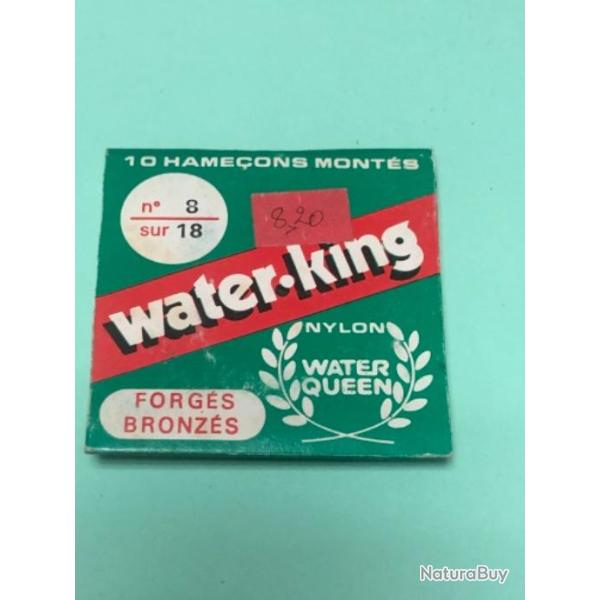 10 HAMEÇONS MONTÉS
n° 8
sur 18
8,20
water·king
NYLON
WATER
QUEEN
FORGÉS
BRONZÉS
NaturaBuy